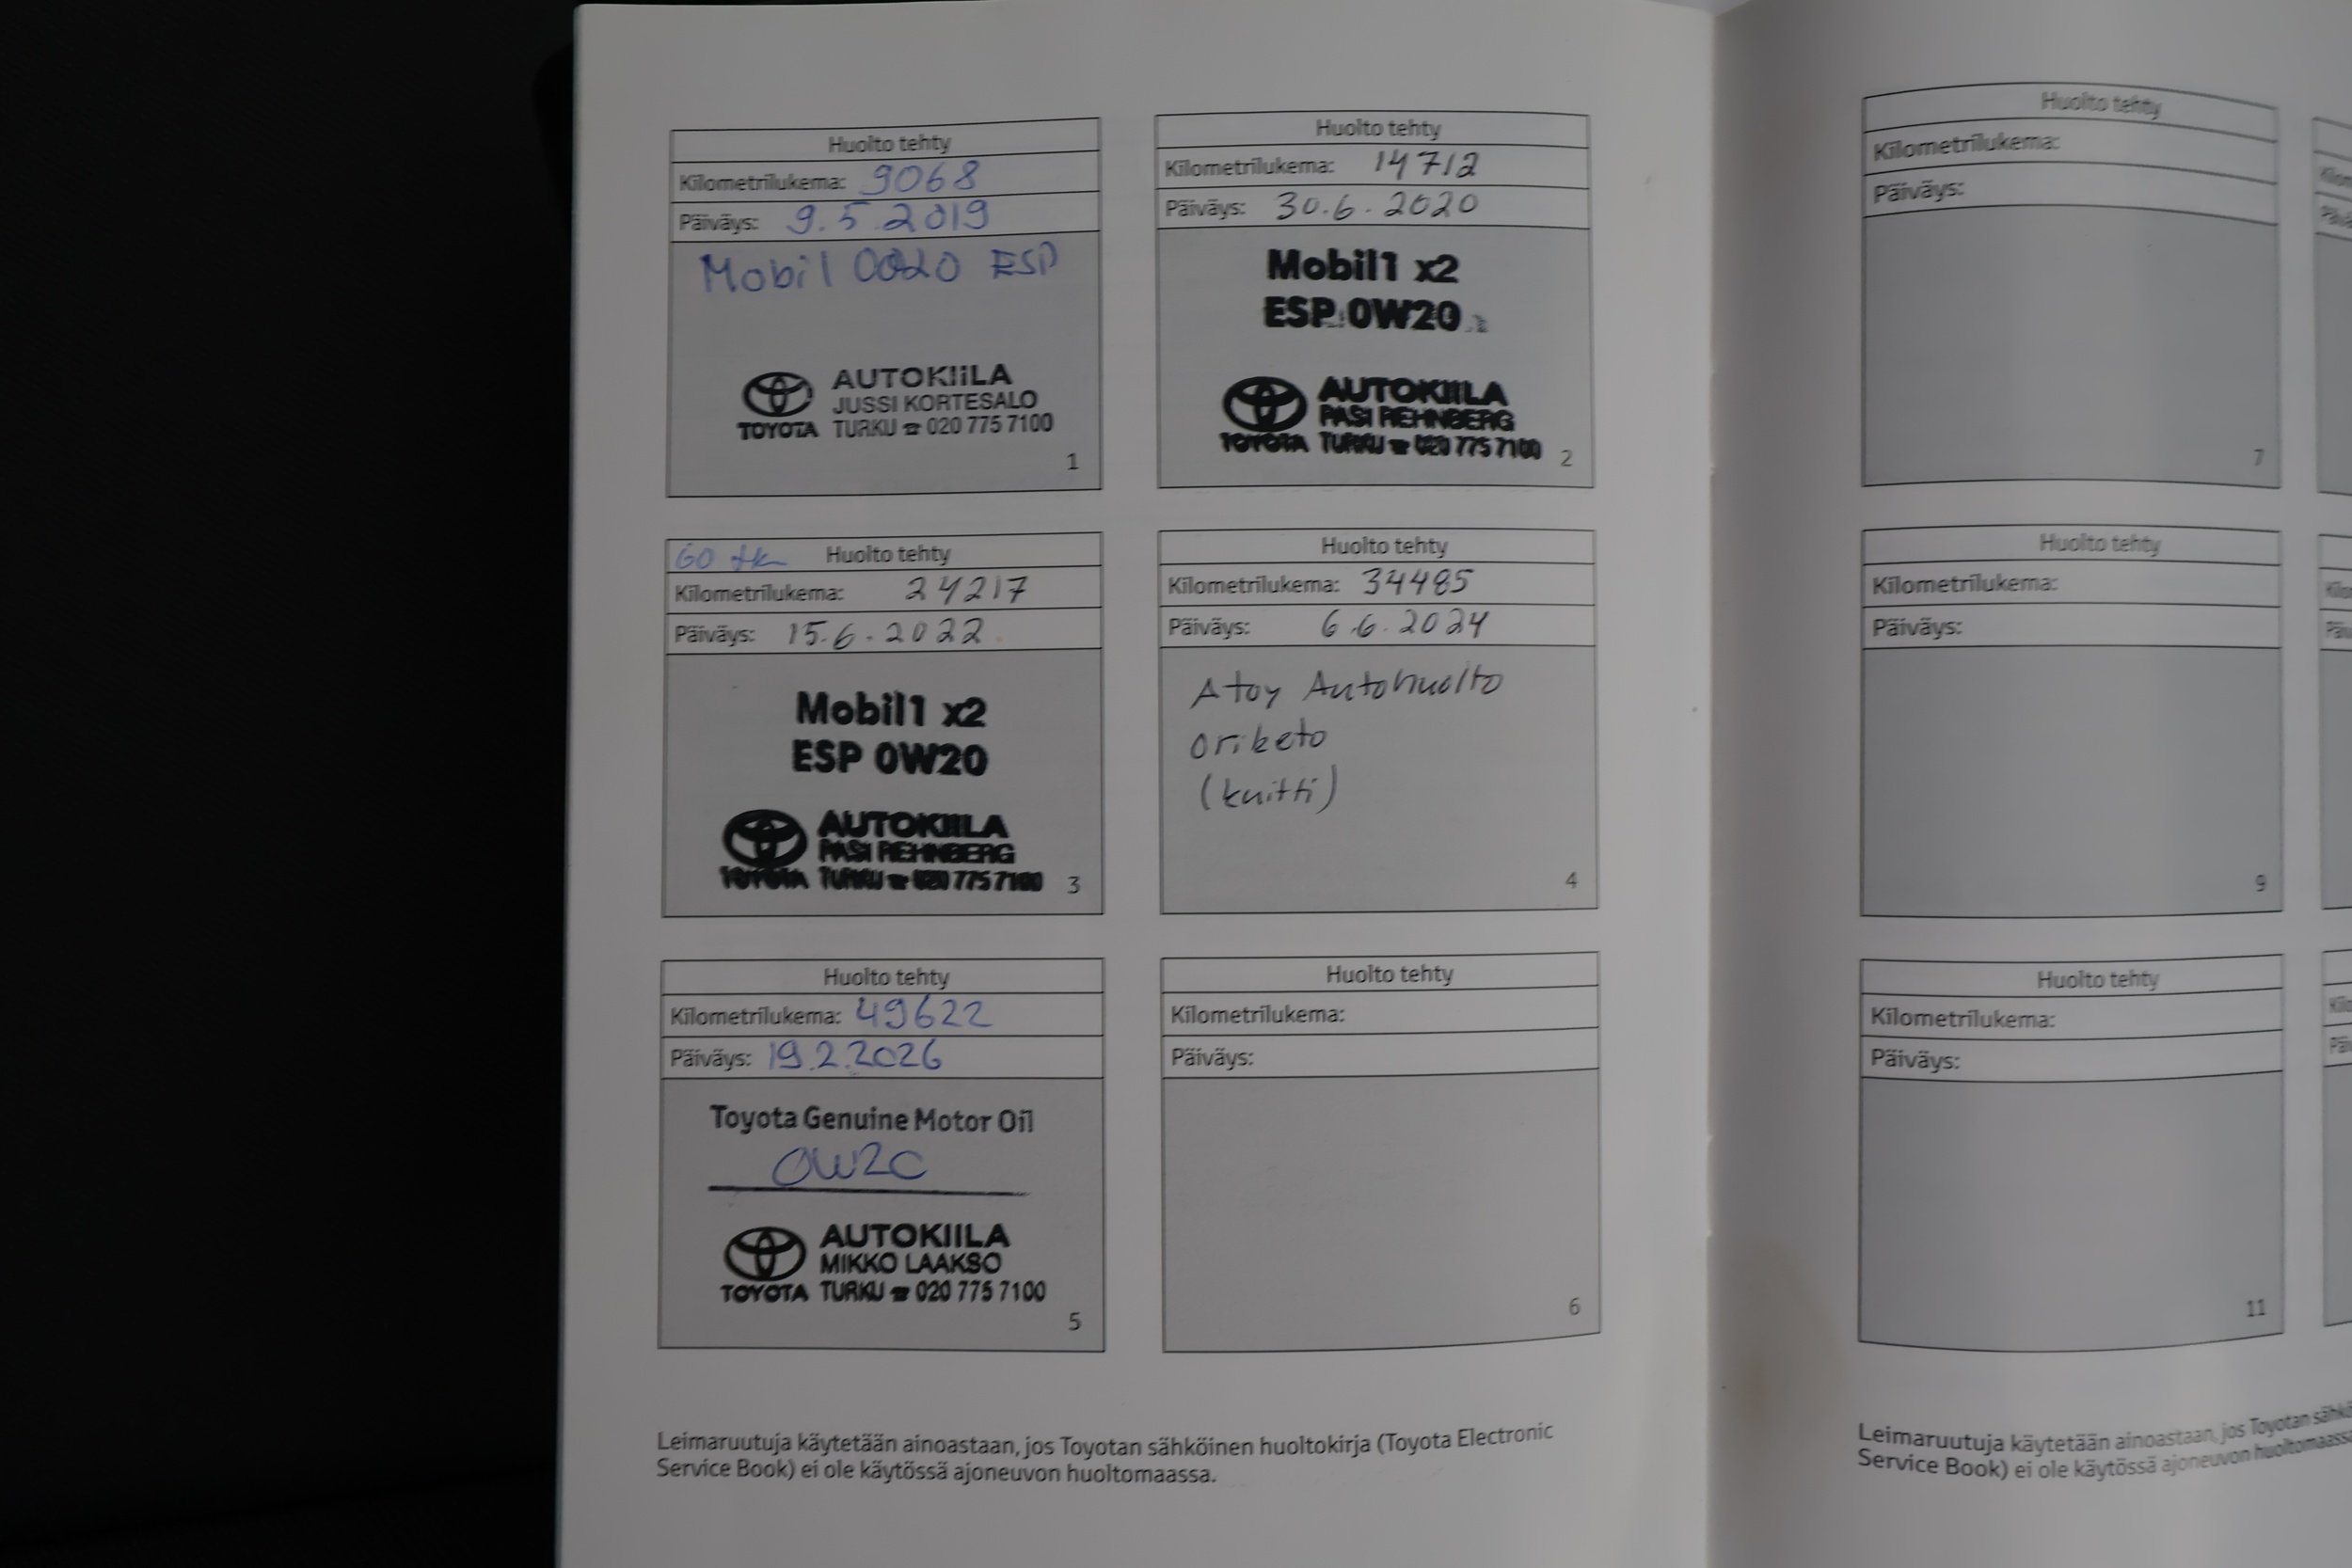 Huolto tehty
Kilometrilukema: 9068
Päiväys: 9.5.2019
Mobil 0020 ESP
AUTOKIILA
JUSSI KORTESALO
TOYOTA TURKU ☎ 020 775 7100
1
Huolto tehty
Kilometrilukema: 14712
Päiväys: 30.6.2020
Mobil1 x2
ESP 0W20
AUTOKIILA
PASI REHNBERG
TOYOTA TURKU ☎ 020 775 7100
2
60 tk Huolto tehty
Kilometrilukema: 24217
Päiväys: 15.6.2022
Mobil1 x2
ESP 0W20
AUTOKIILA
PASI REHNBERG
TOYOTA TURKU ☎ 020 775 7100
3
Huolto tehty
Kilometrilukema: 34485
Päiväys: 6.6.2024
Atoy Autohuolto
oriketo
(kuitti)
4
Huolto tehty
Kilometrilukema: 49622
Päiväys: 19.2.2026
Toyota Genuine Motor Oil
0W20
AUTOKIILA
MIKKO LAAKSO
TOYOTA TURKU ☎ 020 775 7100
5
Huolto tehty
Kilometrilukema:
Päiväys:
6
Leimaruutuja käytetään ainoastaan, jos Toyotan sähköinen huoltokirja (Toyota Electronic
Service Book) ei ole käytössä ajoneuvon huoltomaassa.
Huolto tehty
Kilometrilukema:
Päiväys:
7
Huolto tehty
Kilometrilukema:
Päiväys:
9
Huolto tehty
Kilometrilukema:
Päiväys:
11
Leimaruutuja käytetään ainoastaan, jos Toyotan
Service Book) ei ole käytössä ajoneuvon huoltomaassa